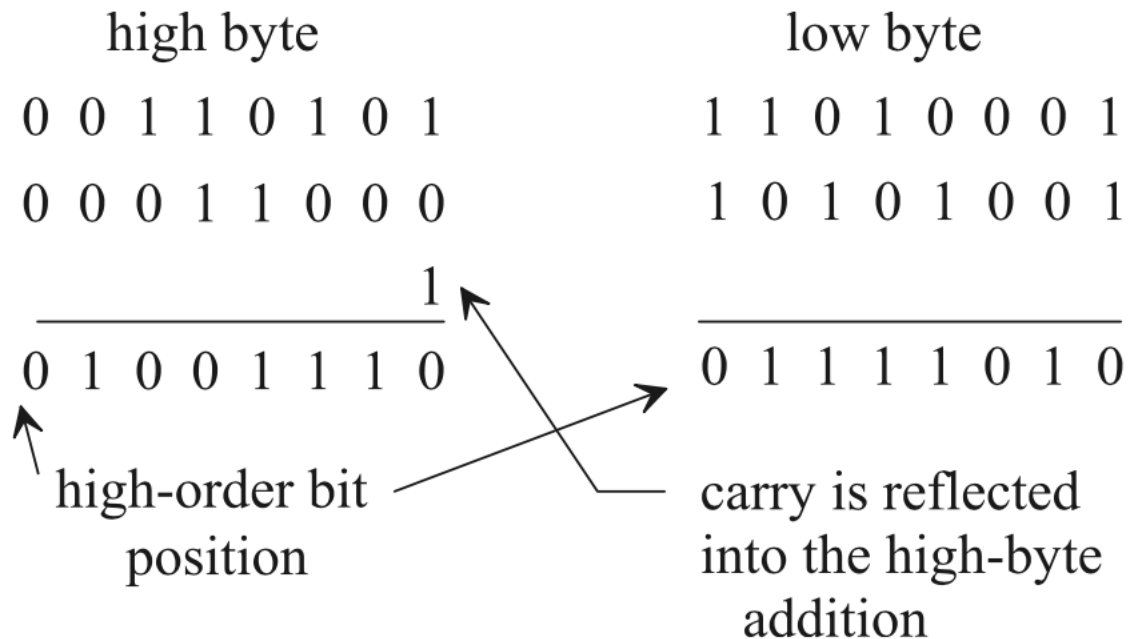 high byte low byte
0 0 1 1 0 1 0 1 1 1 0 1 0 0 0 1
0 0 0 1 1 0 0 0 1 0 1 0 1 0 0 1
1
0 1 0 0 1 1 1 0 0 1 1 1 1 0 1 0
high-order bit
position
carry is reflected
into the high-byte
addition